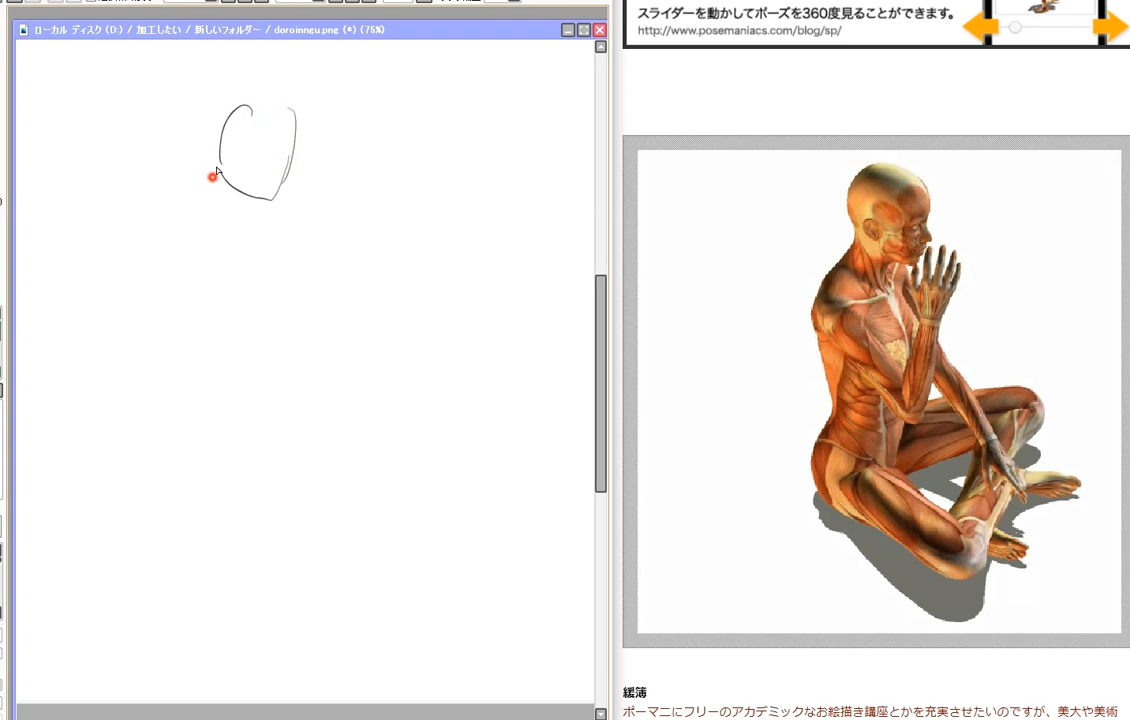 ローカル ディスク (D:) / 加工したい / 新しいフォルダー / doroinngu.png (*) (75%)
スライダーを動かしてポーズを360度見ることができます。
http://www.posemaniacs.com/blog/sp/
緩簿
ポーマニにフリーのアカデミックなお絵描き講座とかを充実させたいのですが、美大や美術